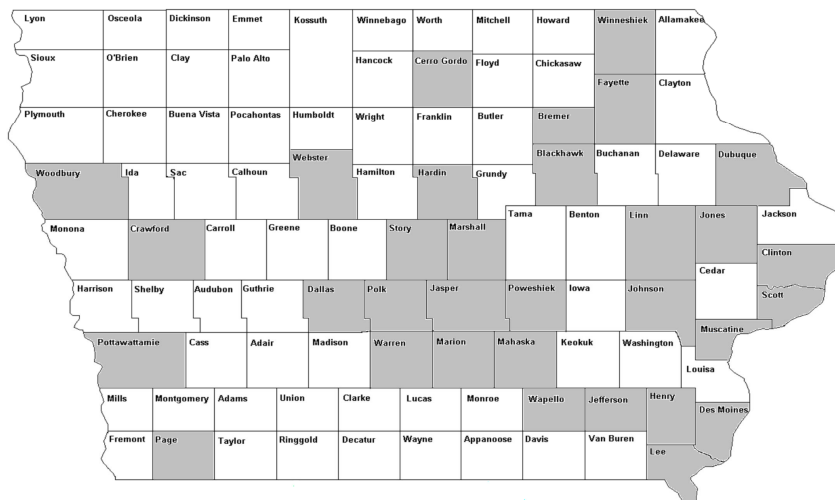 Lyon Osceola Dickinson Emmet Kossuth Winnebago Worth Mitchell Howard Winneshiek Allamakee
Sioux O'Brien Clay Palo Alto Hancock Cerro Gordo Floyd Chickasaw
Fayette Clayton
Plymouth Cherokee Buena Vista Pocahontas Humboldt Wright Franklin Butler Bremer
Webster Blackhawk Buchanan Delaware Dubuque
Woodbury Ida Sac Calhoun Hamilton Hardin Grundy
Monona Crawford Carroll Greene Boone Story Marshall Tama Benton Linn Jones Jackson
Clinton
Harrison Shelby Audubon Guthrie Dallas Polk Jasper Poweshiek Iowa Johnson Cedar
Scott
Muscatine
Pottawattamie Cass Adair Madison Warren Marion Mahaska Keokuk Washington
Louisa
Mills Montgomery Adams Union Clarke Lucas Monroe Wapello Jefferson Henry
Des Moines
Fremont Page Taylor Ringgold Decatur Wayne Appanoose Davis Van Buren
Lee